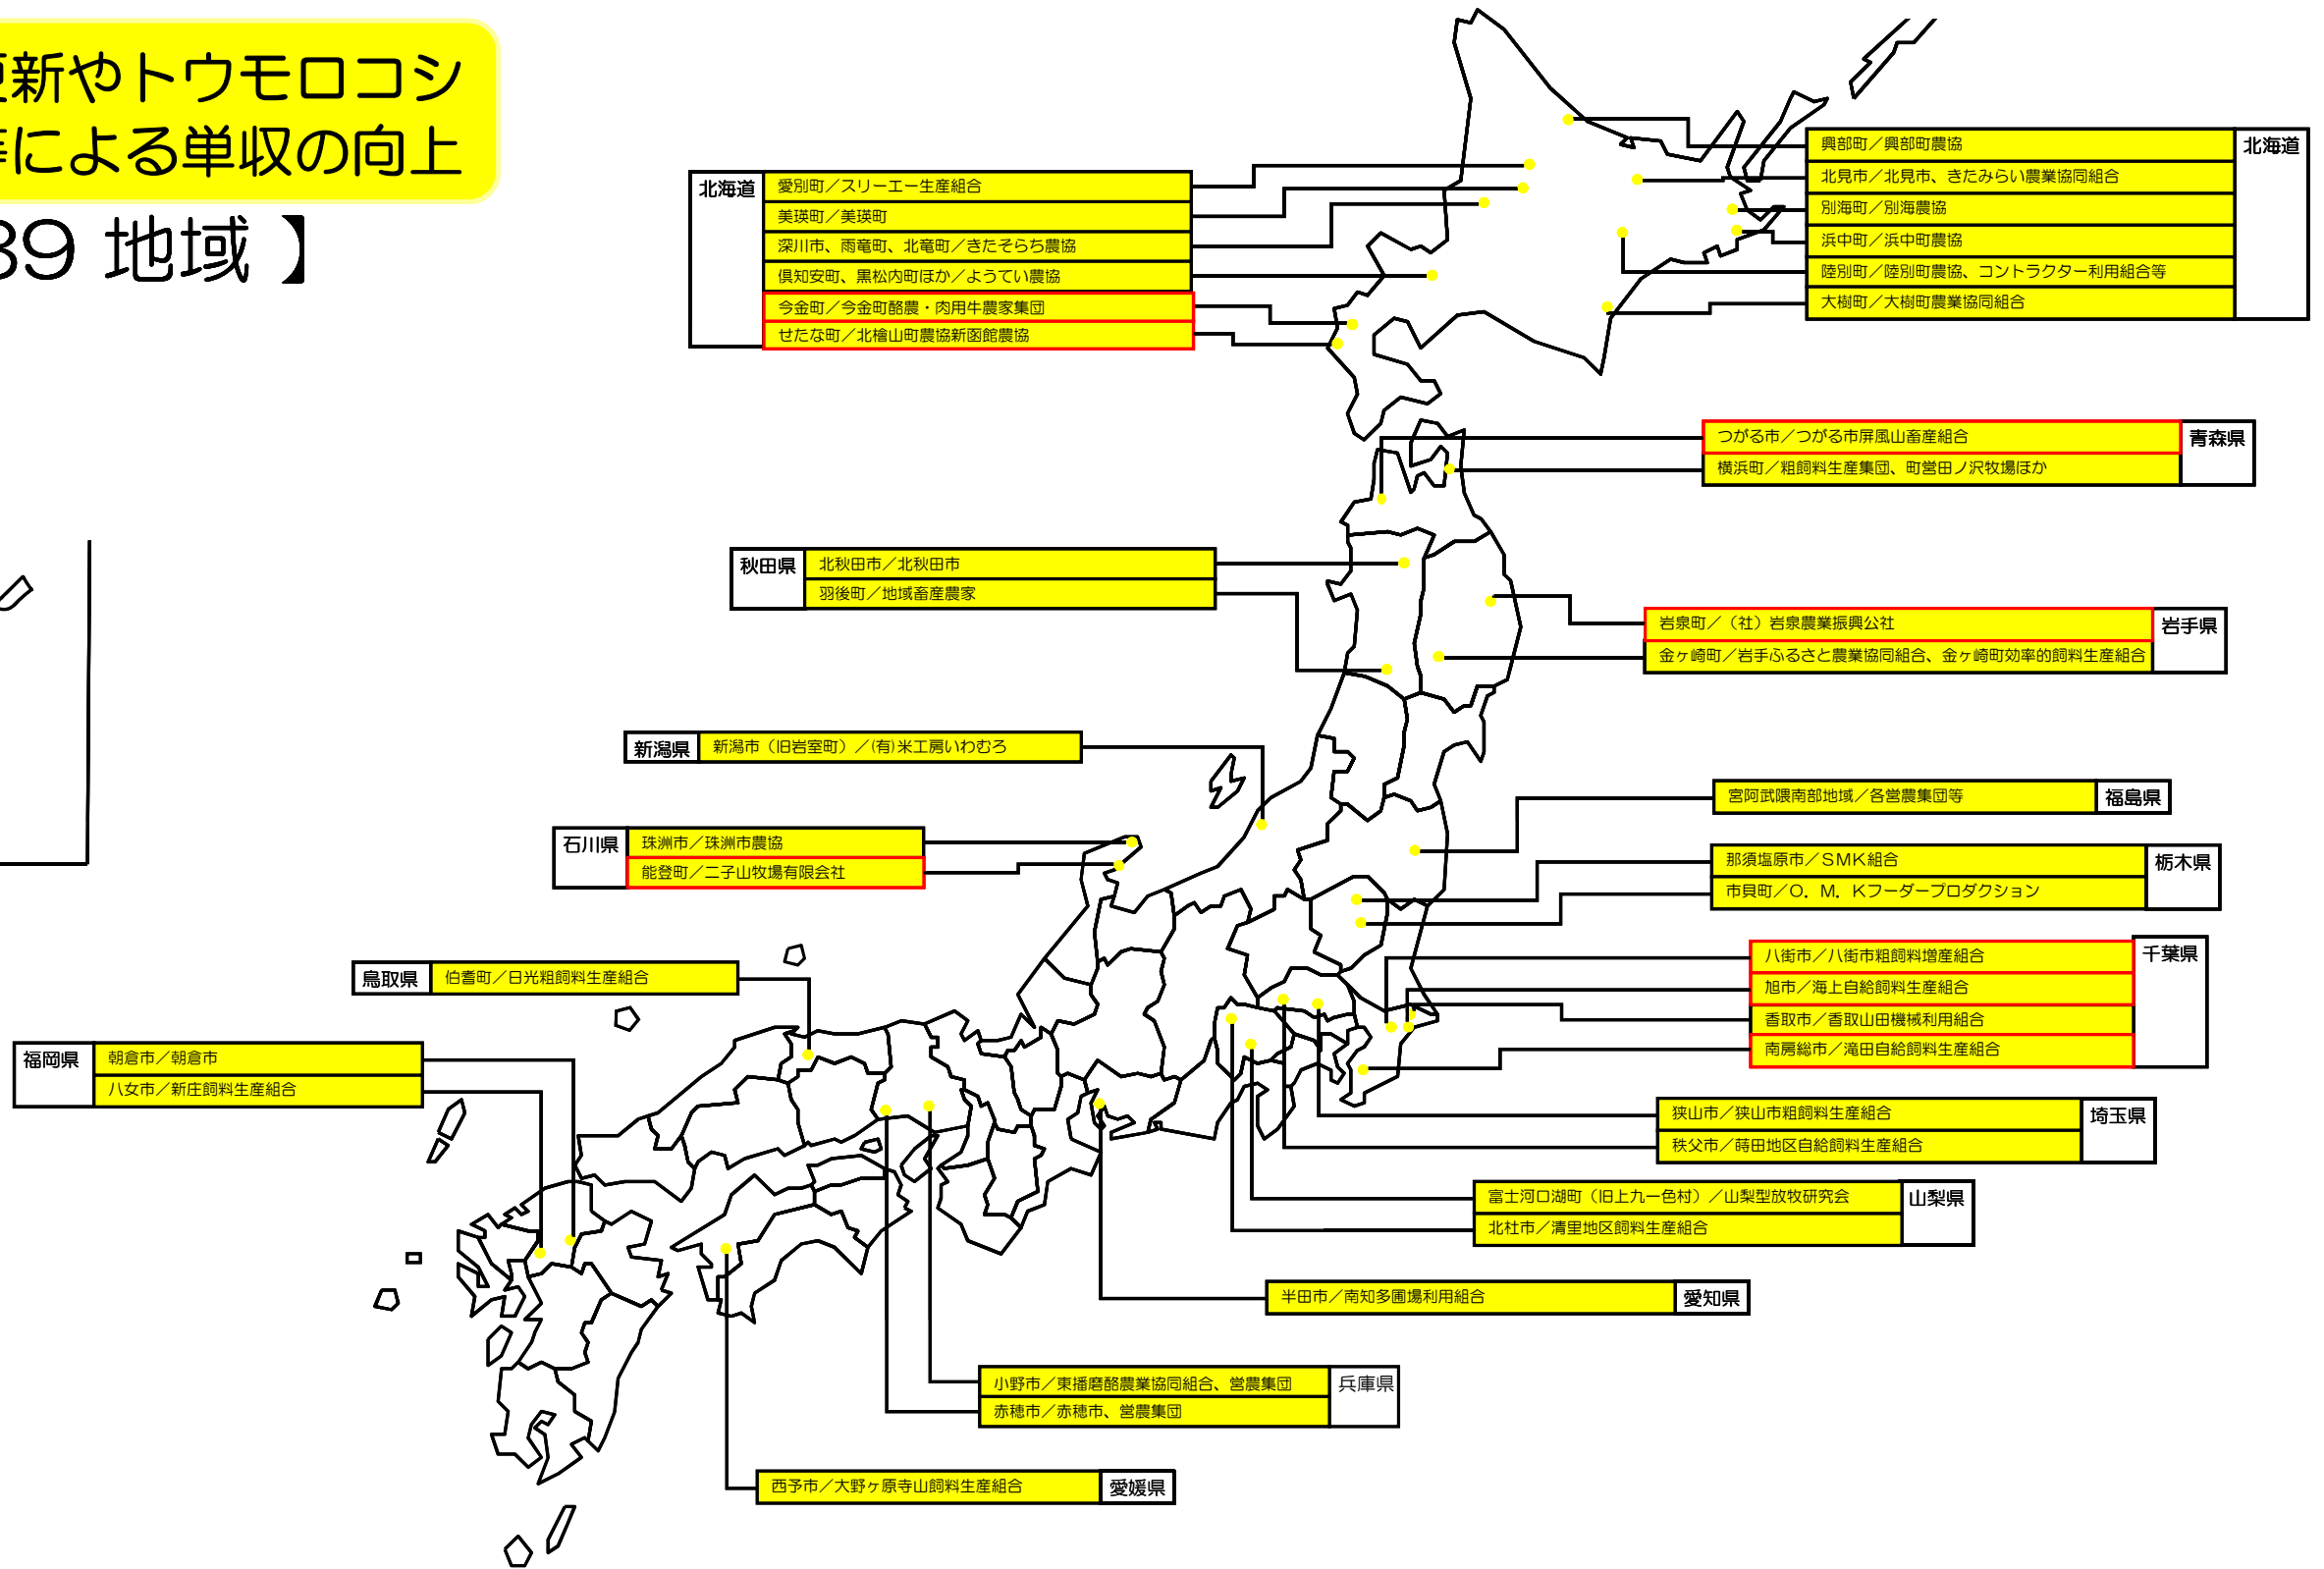 新やトウモロコシ
による単収の向上
39 地域 】
北海道
愛別町／スリーエー生産組合
美瑛町／美瑛町
深川市、雨竜町、北竜町／きたそらち農協
倶知安町、黒松内町ほか／ようてい農協
今金町／今金町酪農・肉用牛農家集団
せたな町／北檜山町農協新函館農協
興部町／興部町農協
北海道
北見市／北見市、きたみらい農業協同組合
別海町／別海農協
浜中町／浜中町農協
陸別町／陸別町農協、コントラクター利用組合等
大樹町／大樹町農業協同組合
つがる市／つがる市屏風山畜産組合
青森県
横浜町／粗飼料生産集団、町営田ノ沢牧場ほか
秋田県
北秋田市／北秋田市
羽後町／地域畜産農家
岩泉町／（社）岩泉農業振興公社
岩手県
金ヶ崎町／岩手ふるさと農業協同組合、金ヶ崎町効率的飼料生産組合
新潟県
新潟市（旧岩室町）／(有)米工房いわむろ
宮阿武隈南部地域／各営農集団等
福島県
石川県
珠洲市／珠洲市農協
能登町／二子山牧場有限会社
那須塩原市／ＳＭＫ組合
栃木県
市貝町／Ｏ．Ｍ．Ｋフーダープロダクション
八街市／八街市粗飼料増産組合
千葉県
旭市／海上自給飼料生産組合
香取市／香取山田機械利用組合
南房総市／滝田自給飼料生産組合
鳥取県
伯耆町／日光粗飼料生産組合
福岡県
朝倉市／朝倉市
八女市／新庄飼料生産組合
狭山市／狭山市粗飼料生産組合
埼玉県
秩父市／蒔田地区自給飼料生産組合
富士河口湖町（旧上九一色村）／山梨型放牧研究会
山梨県
北杜市／清里地区飼料生産組合
半田市／南知多圃場利用組合
愛知県
小野市／東播磨酪農業協同組合、営農集団
兵庫県
赤穂市／赤穂市、営農集団
西予市／大野ヶ原寺山飼料生産組合
愛媛県